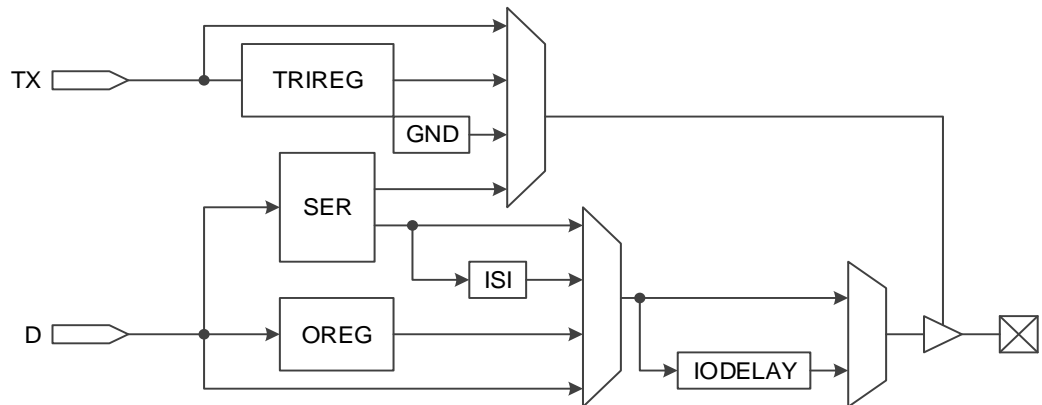 TX
TRIREG
GND
SER
ISI
D
OREG
IODELAY